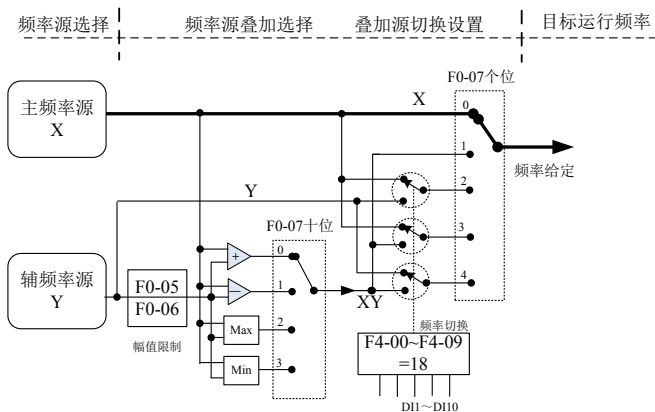 频率源选择
频率源叠加选择
叠加源切换设置
目标运行频率
F0-07个位
主频率源
X
X
0
1
频率给定
Y
2
F0-07十位
3
辅频率源
Y
F0-05
F0-06
幅值限制
+
0
—
1
Max
2
Min
3
XY
4
频率切换
F4-00~F4-09
=18
DI1~DI10